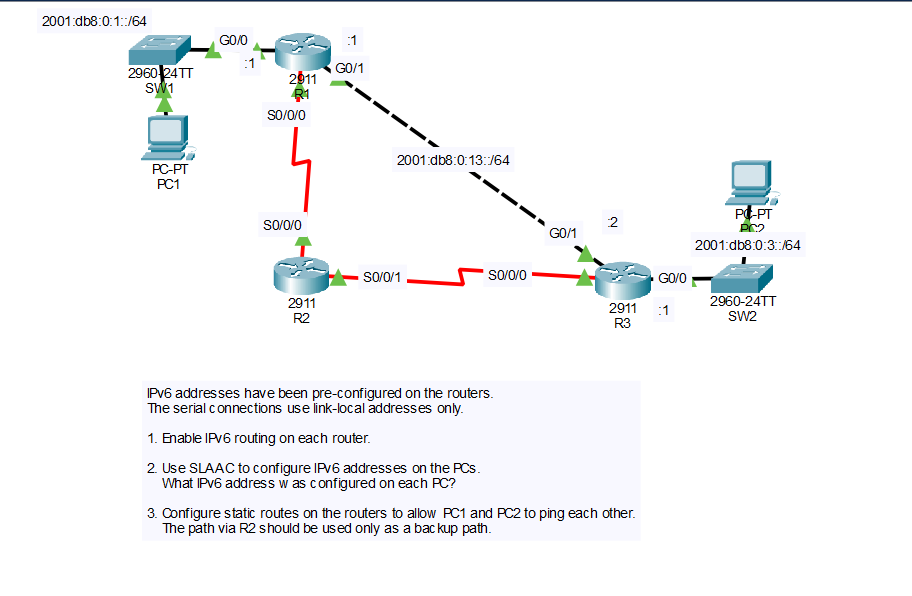 2001:db8:0:1::/64
G0/0
:1
:1
2960-24TT
SW1
2911
R1
G0/1
S0/0/0
PC-PT
PC1
2001:db8:0:13::/64
S0/0/0
G0/1
:2
PC-PT
PC2
2001:db8:0:3::/64
S0/0/1
S0/0/0
G0/0
2911
R2
2911
R3
:1
2960-24TT
SW2
IPv6 addresses have been pre-configured on the routers.
The serial connections use link-local addresses only.
1. Enable IPv6 routing on each router.
2. Use SLAAC to configure IPv6 addresses on the PCs.
What IPv6 address was configured on each PC?
3. Configure static routes on the routers to allow PC1 and PC2 to ping each other.
The path via R2 should be used only as a backup path.